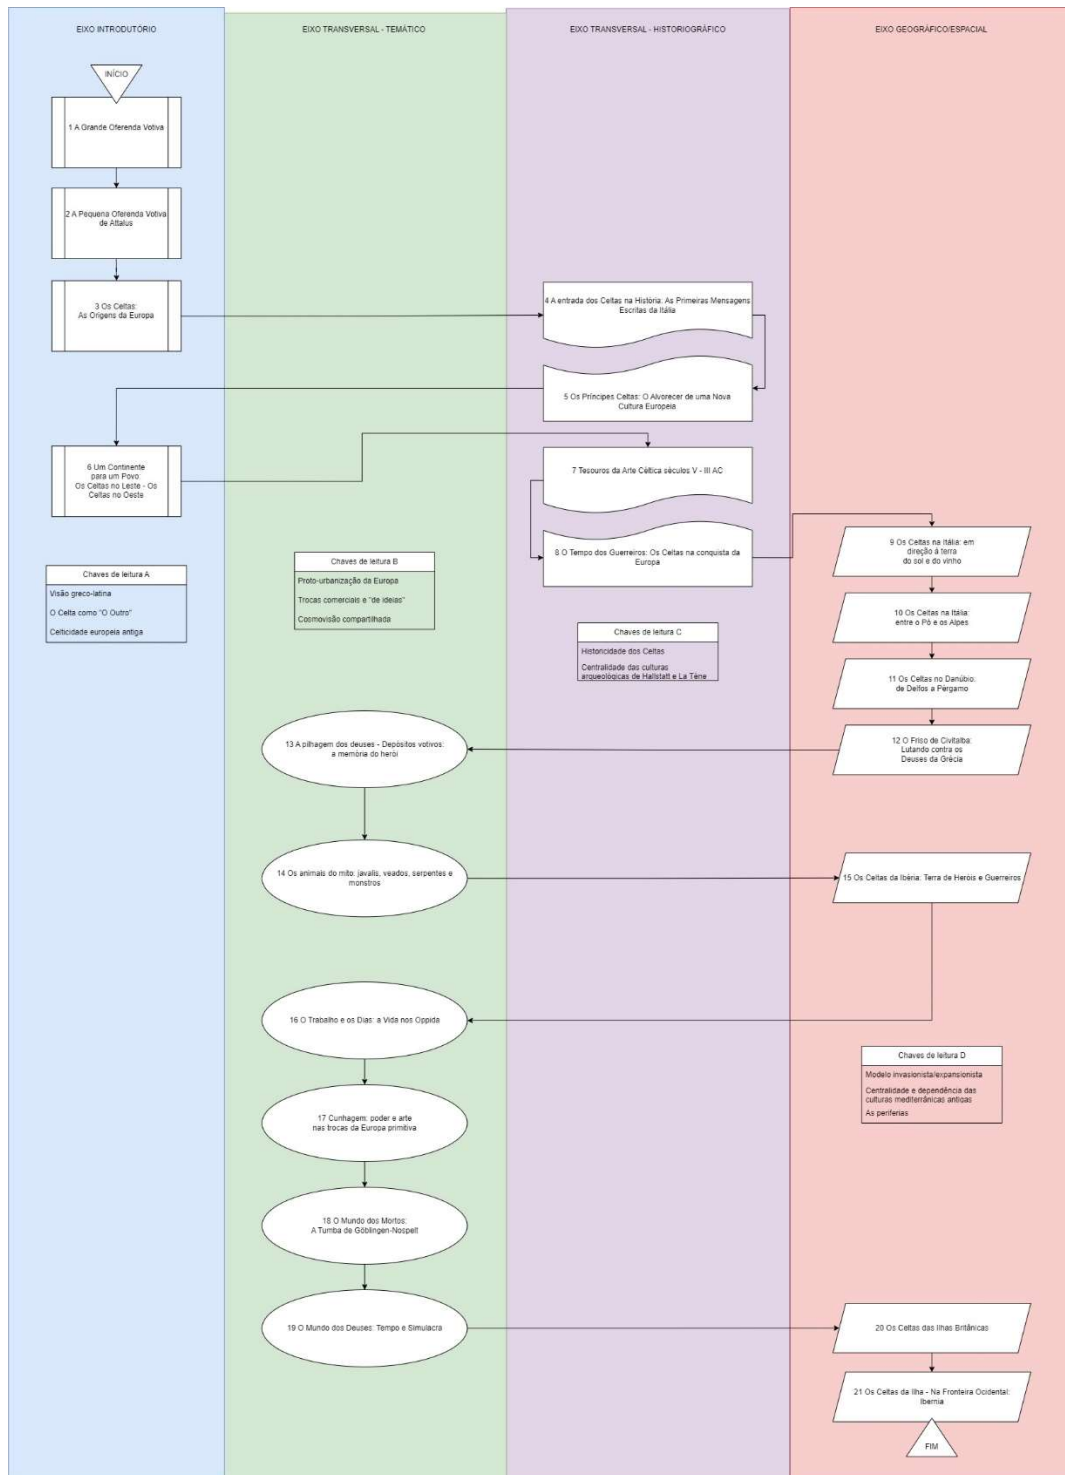 EIXO INTRODUTÓRIO
EIXO TRANSVERSAL - TEMÁTICO
EIXO TRANSVERSAL - HISTORIOGRÁFICO
EIXO GEOGRÁFICO/ESPACIAL
INÍCIO
1 A Grande Oferenda Votiva
2 A Pequena Oferenda Votiva
de Attalus
3 Os Celtas:
As Origens da Europa
4 A entrada dos Celtas na História: As Primeiras Mensagens
Escritas da Itália
5 Os Príncipes Celtas: O Alvorecer de uma Nova
Cultura Europeia
6 Um Continente
para um Povo:
Os Celtas no Leste - Os
Celtas no Oeste
7 Tesouros da Arte Céltica séculos V - III AC
8 O Tempo dos Guerreiros: Os Celtas na conquista da
Europa
9 Os Celtas na Itália: em
direção á terra
do sol e do vinho
10 Os Celtas na Itália:
entre o Pó e os Alpes
11 Os Celtas no Danúbio:
de Delfos a Pérgamo
12 O Friso de Civitalba:
Lutando contra os
Deuses da Grécia
Chaves de leitura A
Visão greco-latina
O Celta como "O Outro"
Celticidade europeia antiga
Chaves de leitura B
Proto-urbanização da Europa
Trocas comerciais e "de ideias"
Cosmovisão compartilhada
Chaves de leitura C
Historicidade dos Celtas
Centralidade das culturas
arqueológicas de Hallstatt e La Tène
13 A pilhagem dos deuses - Depósitos votivos:
a memória do herói
14 Os animais do mito: javalis, veados, serpentes e
monstros
15 Os Celtas da Ibéria: Terra de Heróis e Guerreiros
16 O Trabalho e os Dias: a Vida nos Oppida
Chaves de leitura D
Modelo invasionista/expansionista
Centralidade e dependência das
culturas mediterrânicas antigas
As periferias
17 Cunhagem: poder e arte
nas trocas da Europa primitiva
18 O Mundo dos Mortos:
A Tumba de Göblingen-Nospelt
19 O Mundo dos Deuses: Tempo e Simulacra
20 Os Celtas das Ilhas Britânicas
21 Os Celtas da Ilha - Na Fronteira Ocidental:
Ibernia
FIM